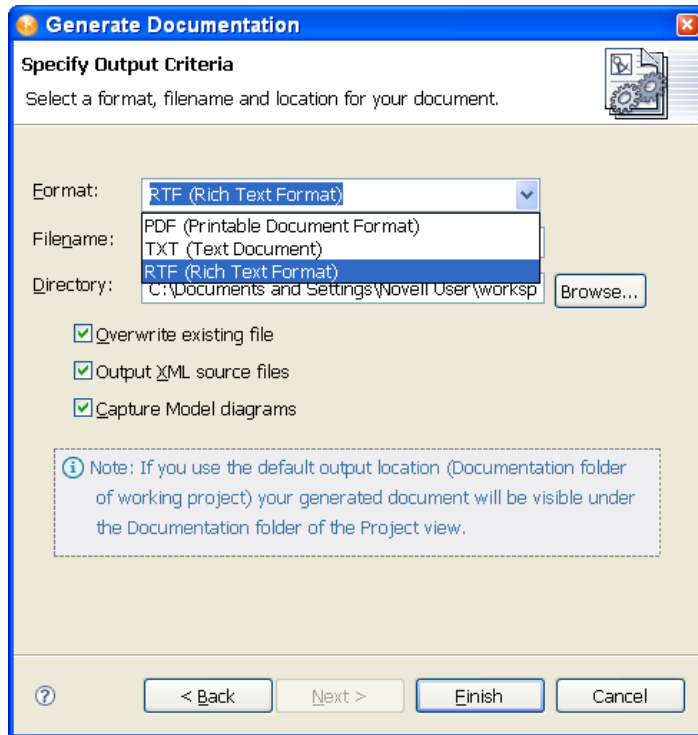 Generate Documentation
Specify Output Criteria
Select a format, filename and location for your document.
Format: RTF (Rich Text Format)
PDF (Printable Document Format)
Filename: TXT (Text Document)
RTF (Rich Text Format)
Directory: C:\Documents and Settings\Novell User\worksp Browse...
Overwrite existing file
Output XML source files
Capture Model diagrams
Note: If you use the default output location (Documentation folder
of working project) your generated document will be visible under
the Documentation folder of the Project view.
? < Back Next > Finish Cancel